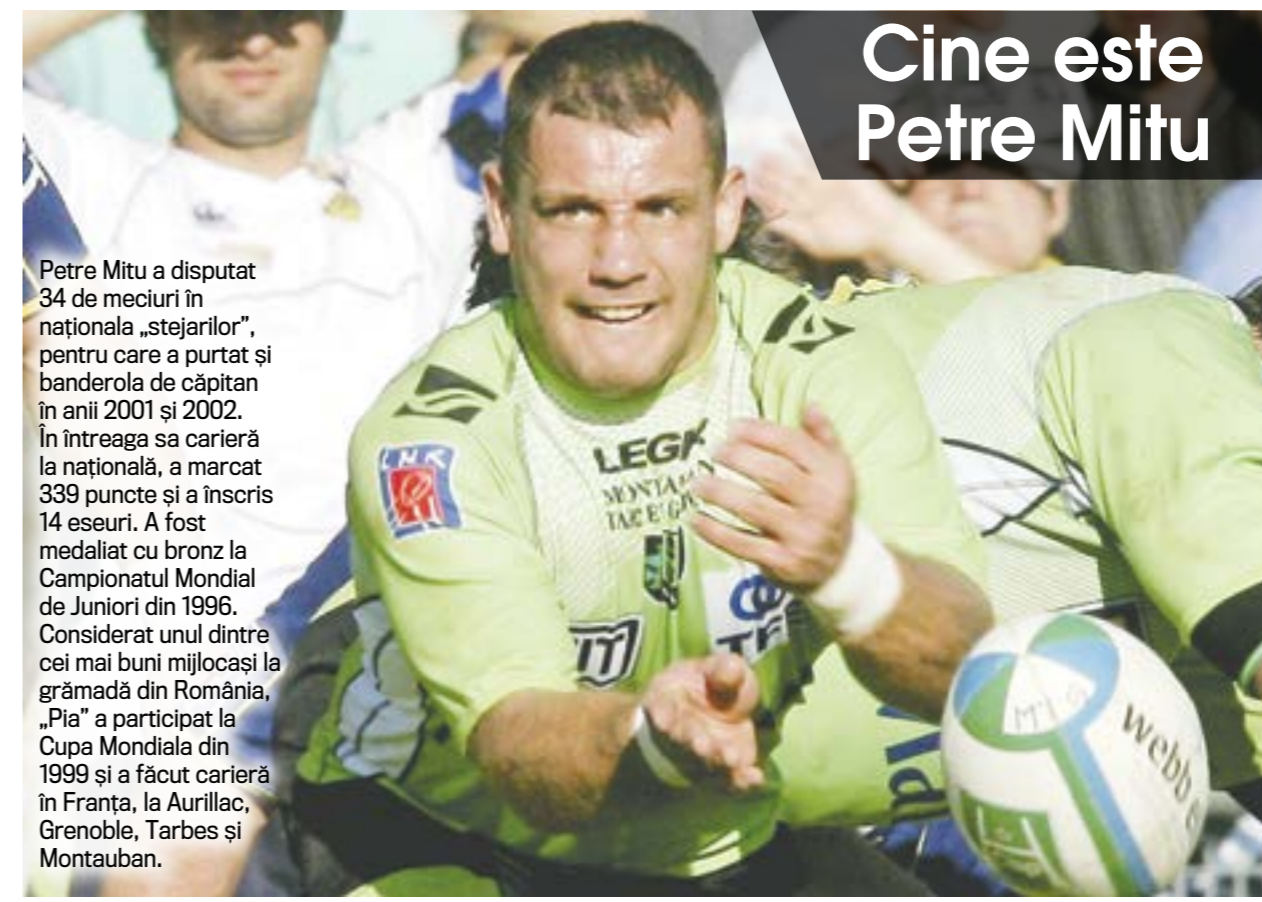 Cine este
Petre Mitu
Petre Mitu a disputat
34 de meciuri în
naționala „stejarilor”,
pentru care a purtat și
banderola de căpitan
în anii 2001 și 2002.
În întreaga sa carieră
la națională, a marcat
339 puncte și a înscris
14 eseuri. A fost
medaliat cu bronz la
Campionatul Mondial
de Juniori din 1996.
Considerat unul dintre
cei mai buni mijlocași la
grămadă din România,
„Pia” a participat la
Cupa Mondiala din
1999 și a făcut carieră
în Franța, la Aurillac,
Grenoble, Tarbes și
Montauban.
LNR
webb